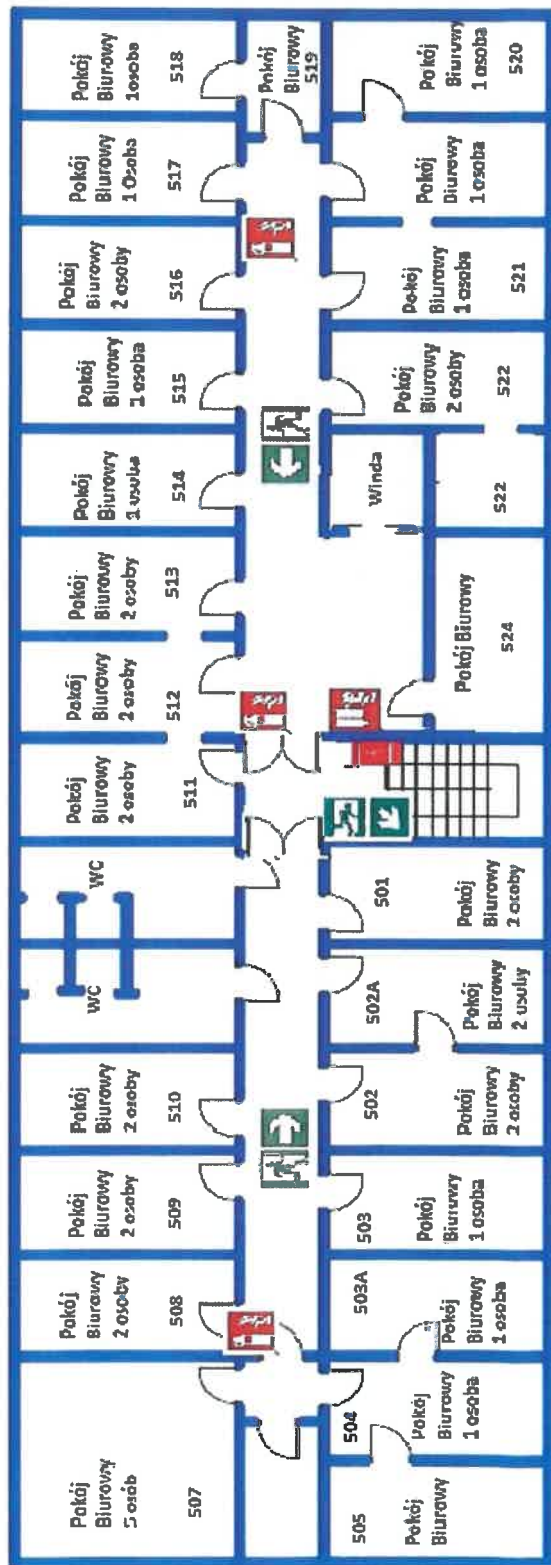 Pokój
Biurowy
5 osób
507
Pokój
Biurowy
2 osoby
508
Pokój
Biurowy
2 osoby
509
Pokój
Biurowy
2 osoby
510
WC
WC
Pokój
Biurowy
2 osoby
511
Pokój
Biurowy
2 osoby
512
Pokój
Biurowy
2 osoby
513
Pokój
Biurowy
1 osoba
514
Pokój
Biurowy
1 osoba
515
Pokój
Biurowy
2 osoby
516
Pokój
Biurowy
1 Osoba
517
Pokój
Biurowy
1osoba
518
Pokój
Biurowy
519
505
Pokój
Biurowy
504
Pokój
Biurowy
1 osoba
503A
Pokój
Biurowy
1 osoba
503
Pokój
Biurowy
1 osoba
502
Pokój
Biurowy
2 osoby
502A
Pokój
Biurowy
2 osoby
501
Pokój
Biurowy
2 osoby
Pokój Biurowy
524
Winda
522
Pokój
Biurowy
2 osoby
522
Pokój
Biurowy
1 osoba
521
Pokój
Biurowy
1 osoba
Pokój
Biurowy
1 osoba
520